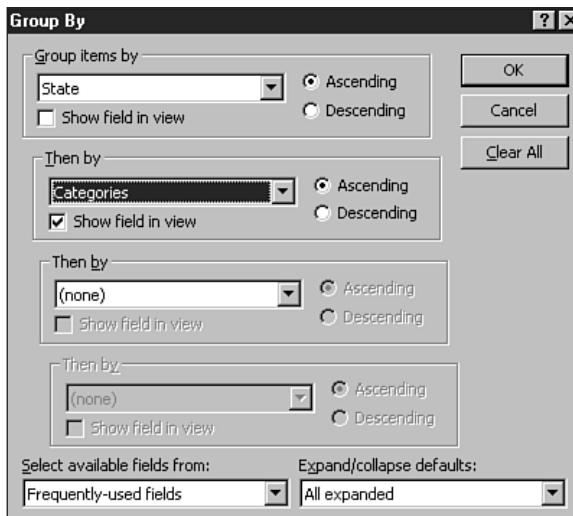 Group By
Group items by
State
Ascending
Descending
Show field in view
OK
Cancel
Clear All
Then by
Categories
Ascending
Descending
Show field in view
Then by
(none)
Ascending
Descending
Show field in view
Then by
(none)
Ascending
Descending
Show field in view
Select available fields from:
Frequently-used fields
Expand/collapse defaults:
All expanded